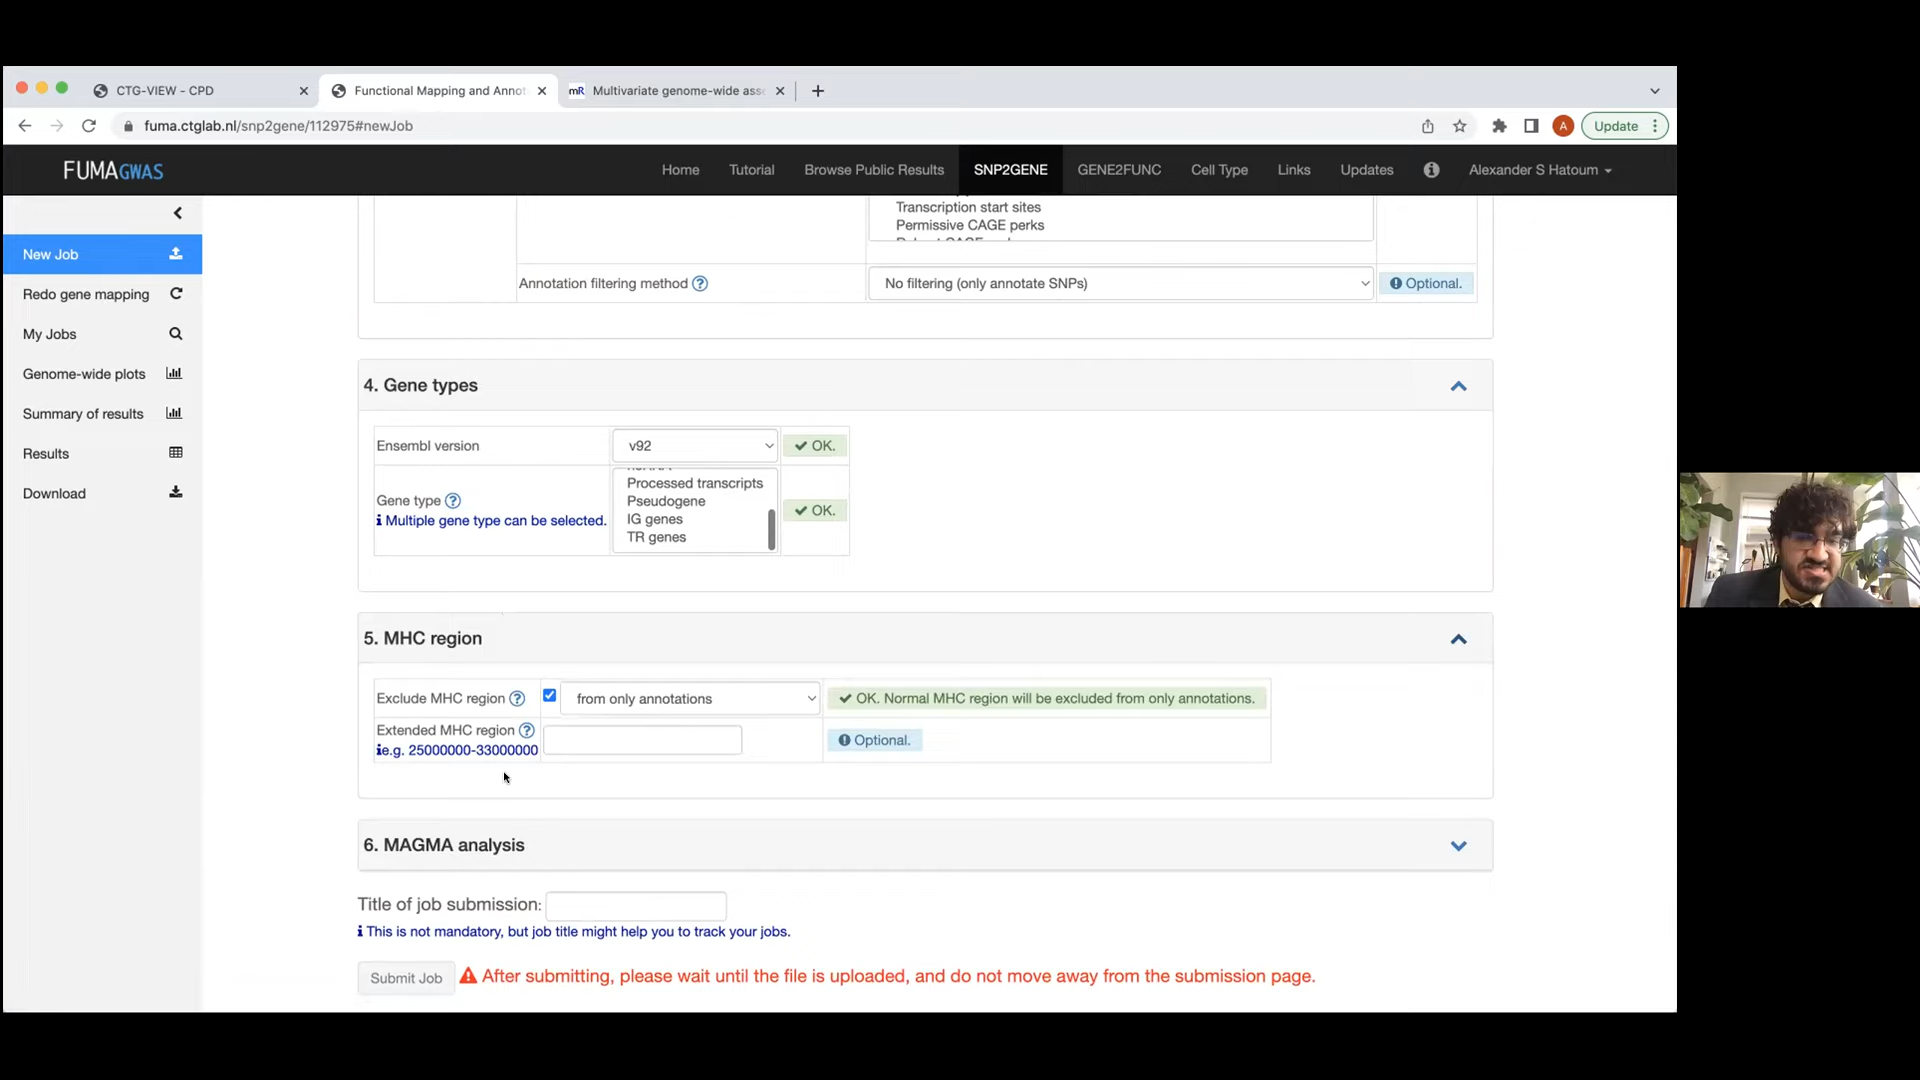 CTG-VIEW - CPD
Functional Mapping and Annot
mR Multivariate genome-wide ass
fuma.ctglab.nl/snp2gene/112975#newJob
A
Update
FUMAGWAS
Home
Tutorial
Browse Public Results
SNP2GENE
GENE2FUNC
Cell Type
Links
Updates
Alexander S Hatoum
New Job
Redo gene mapping
My Jobs
Genome-wide plots
Summary of results
Results
Download
Transcription start sites
Permissive CAGE perks
Annotation filtering method ?
No filtering (only annotate SNPs)
Optional.
4. Gene types
Ensembl version
v92
OK.
Gene type ?
Multiple gene type can be selected.
Processed transcripts
Pseudogene
IG genes
TR genes
OK.
5. MHC region
Exclude MHC region ?
from only annotations
OK. Normal MHC region will be excluded from only annotations.
Extended MHC region ?
e.g. 25000000-33000000
Optional.
6. MAGMA analysis
Title of job submission:
This is not mandatory, but job title might help you to track your jobs.
Submit Job
After submitting, please wait until the file is uploaded, and do not move away from the submission page.